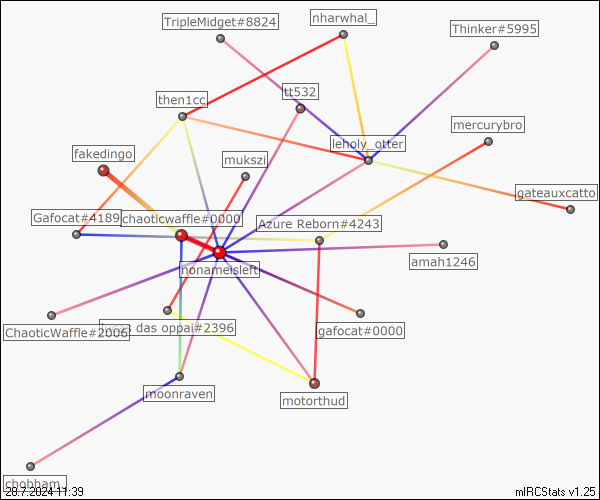 TripleMidget#8824
nharwhal_
Thinker#5995
tt532
then1cc
mercurybro
leholy_otter
fakedingo
mukszi
gateauxcatto
Gafocat#4189
chaoticwaffle#0000
Azure Reborn#4243
amah1246
nonameisleft
ChaoticWaffle#2006
das oppai#2396
gafocat#0000
moonraven
motorthud
chobham_
20.7.2024 11:39
mIRCStats v1.25